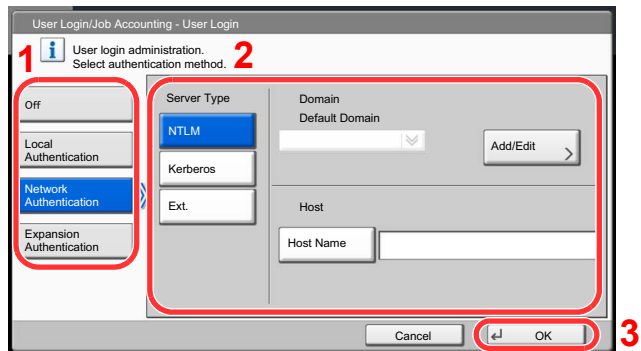 User Login/Job Accounting - User Login
1
i
User login administration.
Select authentication method.
2
Off
Local
Authentication
Network
Authentication
Expansion
Authentication
Server Type
NTLM
Kerberos
Ext.
Domain
Default Domain
Add/Edit
Host
Host Name
Cancel
OK
3